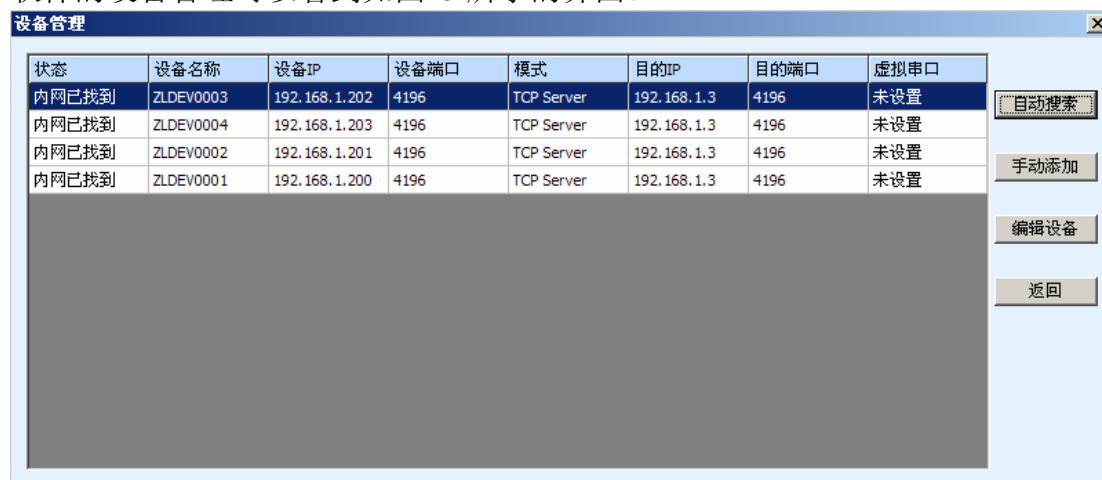 设备管理
状态 设备名称 设备IP 设备端口 模式 目的IP 目的端口 虚拟串口
内网已找到 ZLDEV0003 192.168.1.202 4196 TCP Server 192.168.1.3 4196 未设置
自动搜索
内网已找到 ZLDEV0004 192.168.1.203 4196 TCP Server 192.168.1.3 4196 未设置
内网已找到 ZLDEV0002 192.168.1.201 4196 TCP Server 192.168.1.3 4196 未设置
手动添加
内网已找到 ZLDEV0001 192.168.1.200 4196 TCP Server 192.168.1.3 4196 未设置
编辑设备
返回